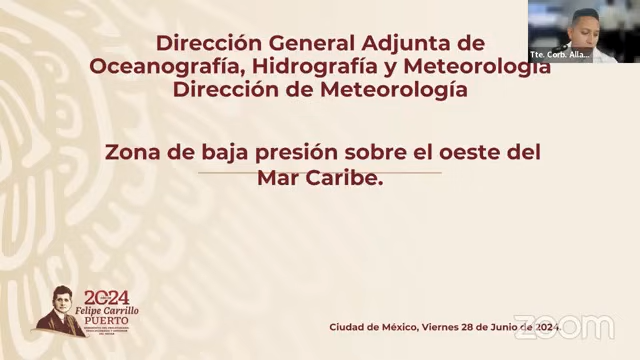 Dirección General Adjunta de
Oceanografía, Hidrografía y Meteorología
Dirección de Meteorología
Tte. Corb. Alla...
Zona de baja presión sobre el oeste del
Mar Caribe.
2024
Felipe Carrillo
PUERTO
Ciudad de México, Viernes 28 de Junio de 2024.
zoom